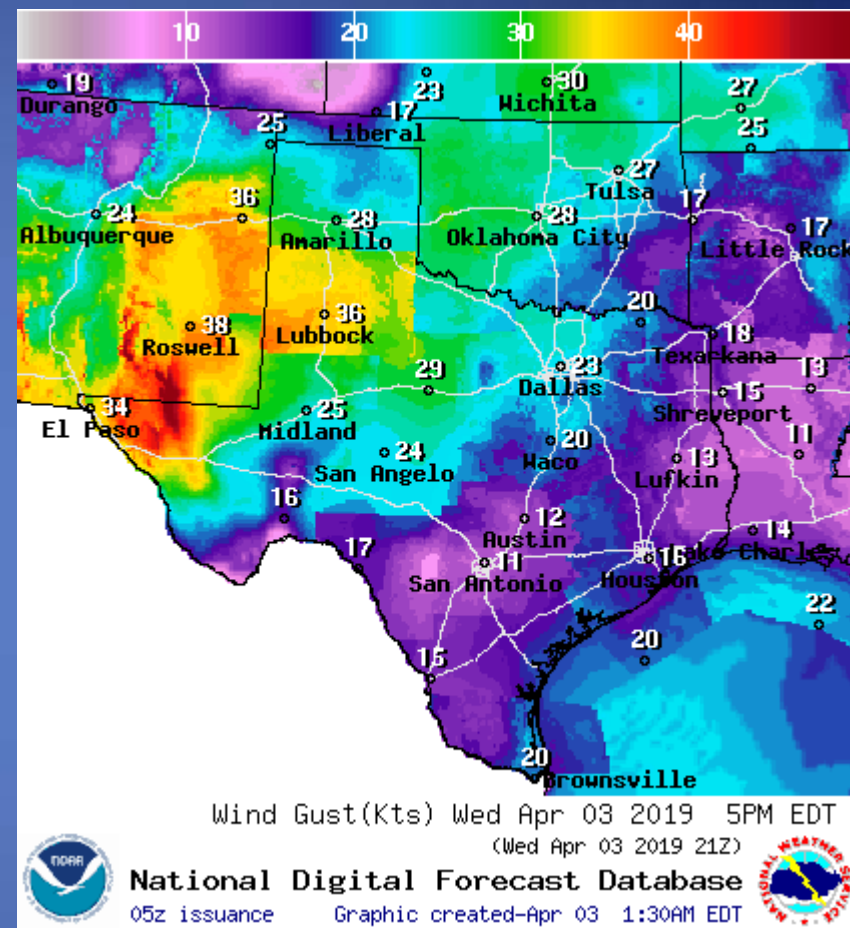 10 20 30 40
19
Durango
23
30
Wichita
27
17
Liberal
25
25
27
Tulsa
24
Albuquerque
36
28
Amarillo
28
Oklahoma City
17
17
Little Rock
38
Roswell
36
Lubbock
20
18
Texarkana
23
Dallas
29
15
Shreveport
13
34
El Paso
25
Midland
24
San Angelo
20
Waco
13
Lufkin
11
16
12
Austin
14
17
11
San Antonio
16
Houston
22
20
15
20
Brownsville
Wind Gust(Kts) Wed Apr 03 2019 5PM EDT
(Wed Apr 03 2019 21Z)
NOAA
National Digital Forecast Database
05z issuance Graphic created-Apr 03 1:30AM EDT
NATIONAL WEATHER SERVICE